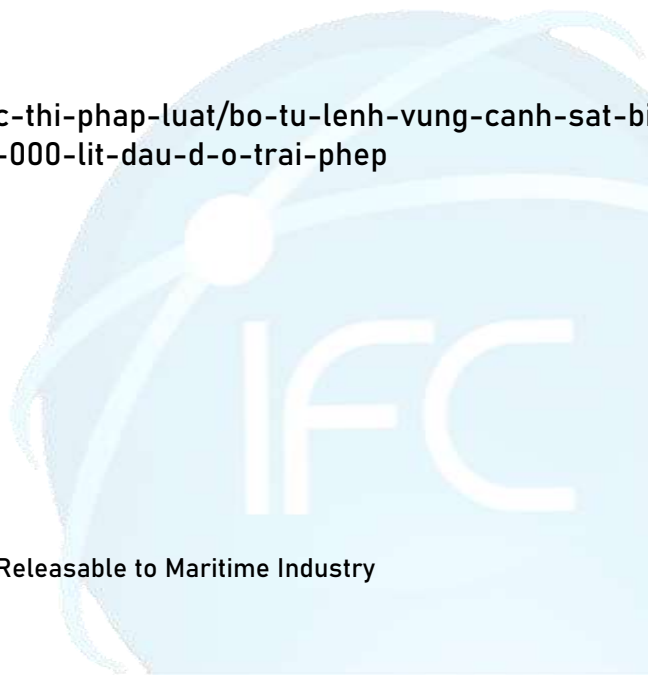 c-thi-phap-luat/bo-tu-lenh-vung-canh-sat-bi
-000-lit-dau-d-o-trai-phep
IFC
Releasable to Maritime Industry